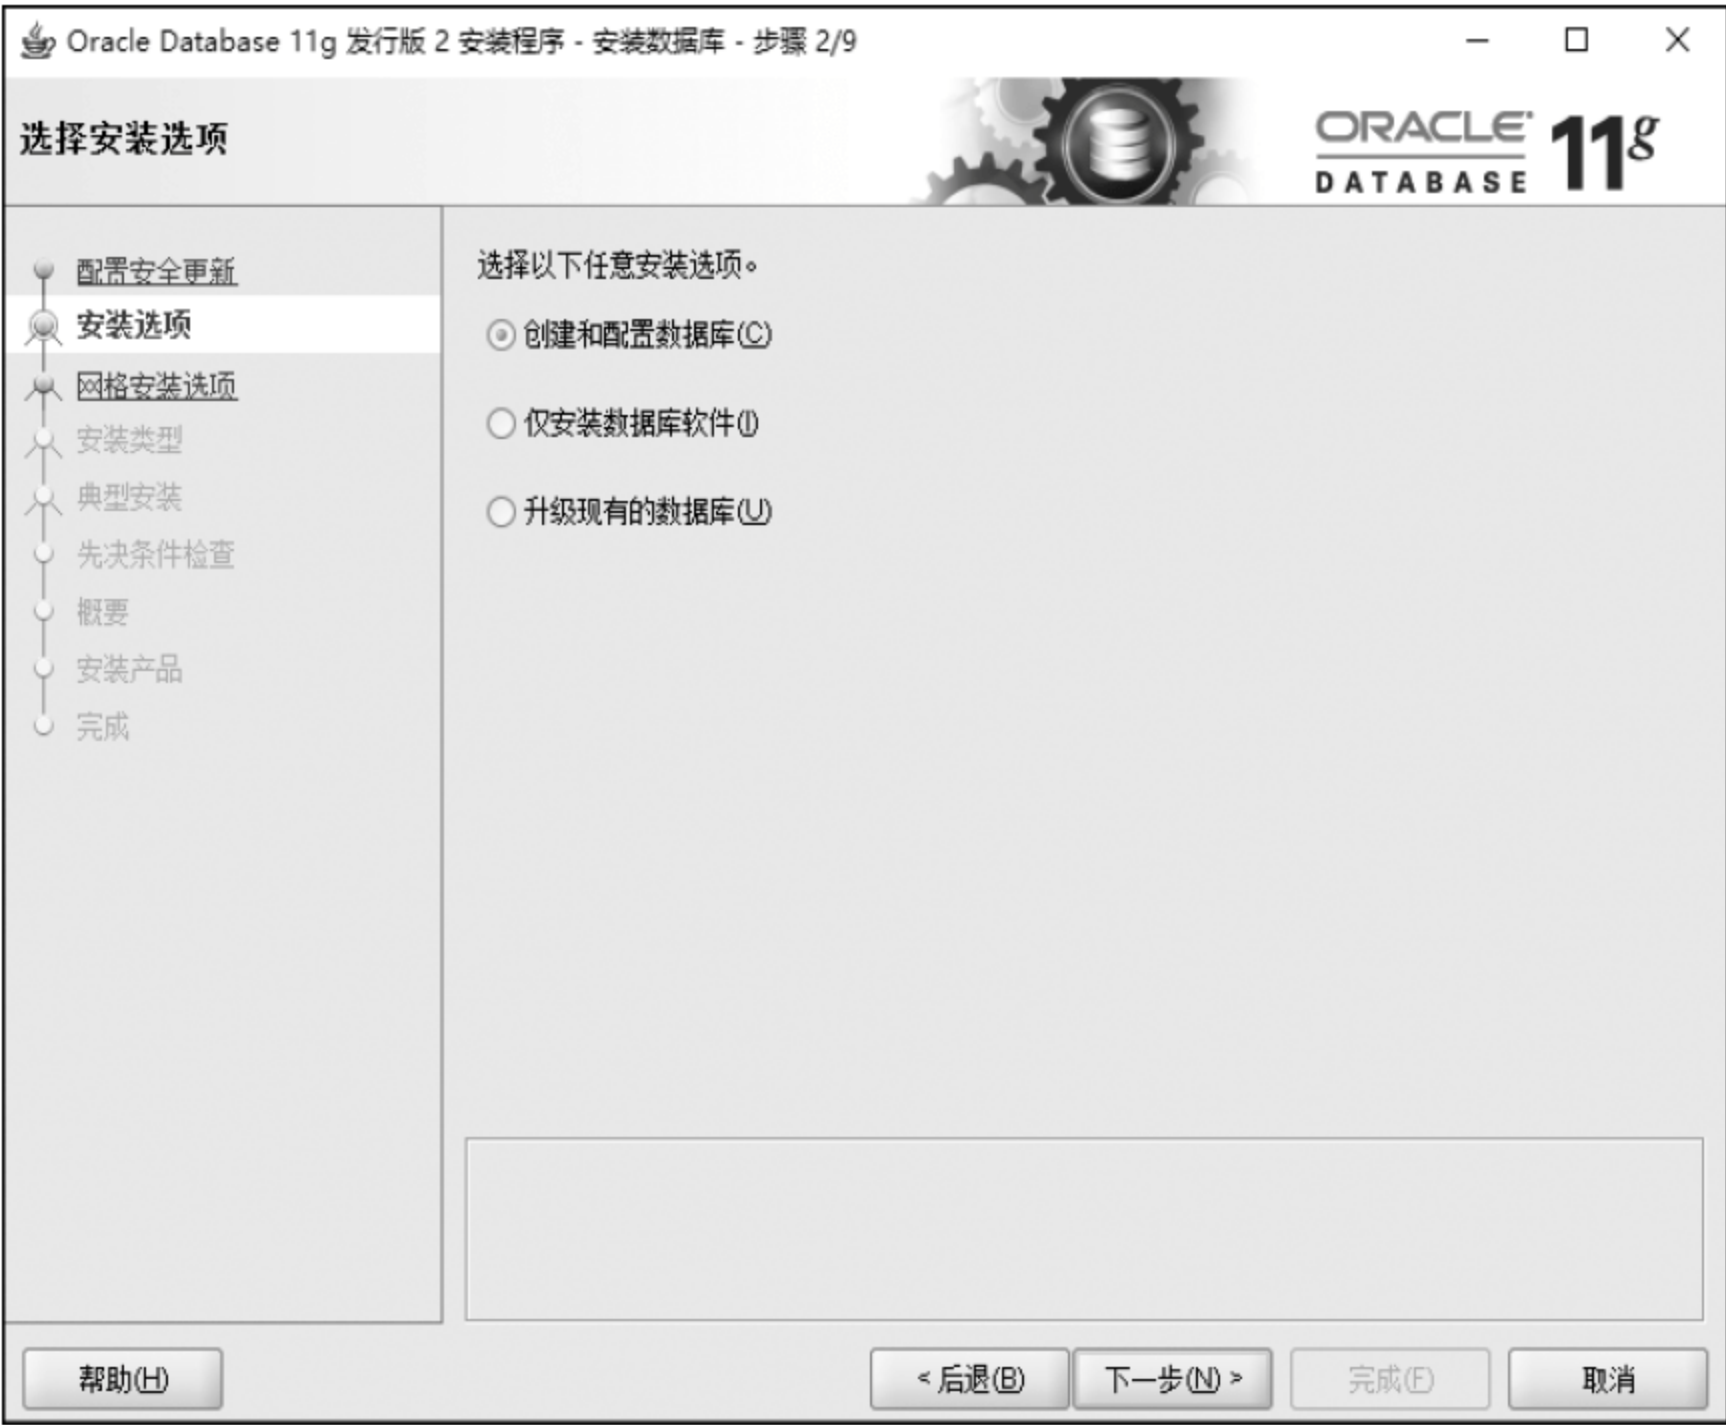 Oracle Database 11g 发行版 2 安装程序 - 安装数据库 - 步骤 2/9
选择安装选项
ORACLE DATABASE 11g
配置安全更新
安装选项
网格安装选项
安装类型
典型安装
先决条件检查
概要
安装产品
完成
选择以下任意安装选项。
创建和配置数据库(C)
仅安装数据库软件(I)
升级现有的数据库(U)
帮助(H)
< 后退(B)
下一步(N) >
完成(F)
取消